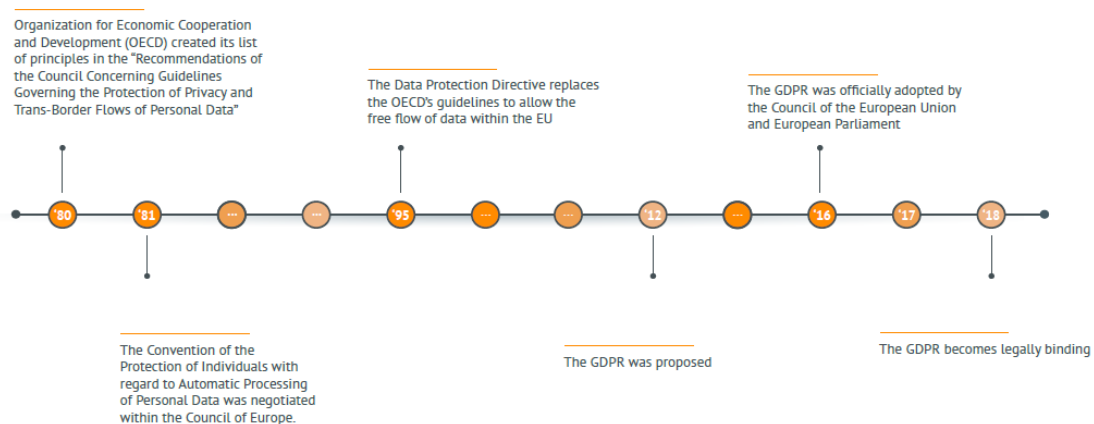 Organization for Economic Cooperation
and Development (OECD) created its list
of principles in the “Recommendations of
the Council Concerning Guidelines
Governing the Protection of Privacy and
Trans-Border Flows of Personal Data”
The Data Protection Directive replaces
the OECD’s guidelines to allow the
free flow of data within the EU
The GDPR was officially adopted by
the Council of the European Union
and European Parliament
'80 '81 ... ... '95 ... ... '12 ... '16 '17 '18
The Convention of the
Protection of Individuals with
regard to Automatic Processing
of Personal Data was negotiated
within the Council of Europe.
The GDPR was proposed
The GDPR becomes legally binding